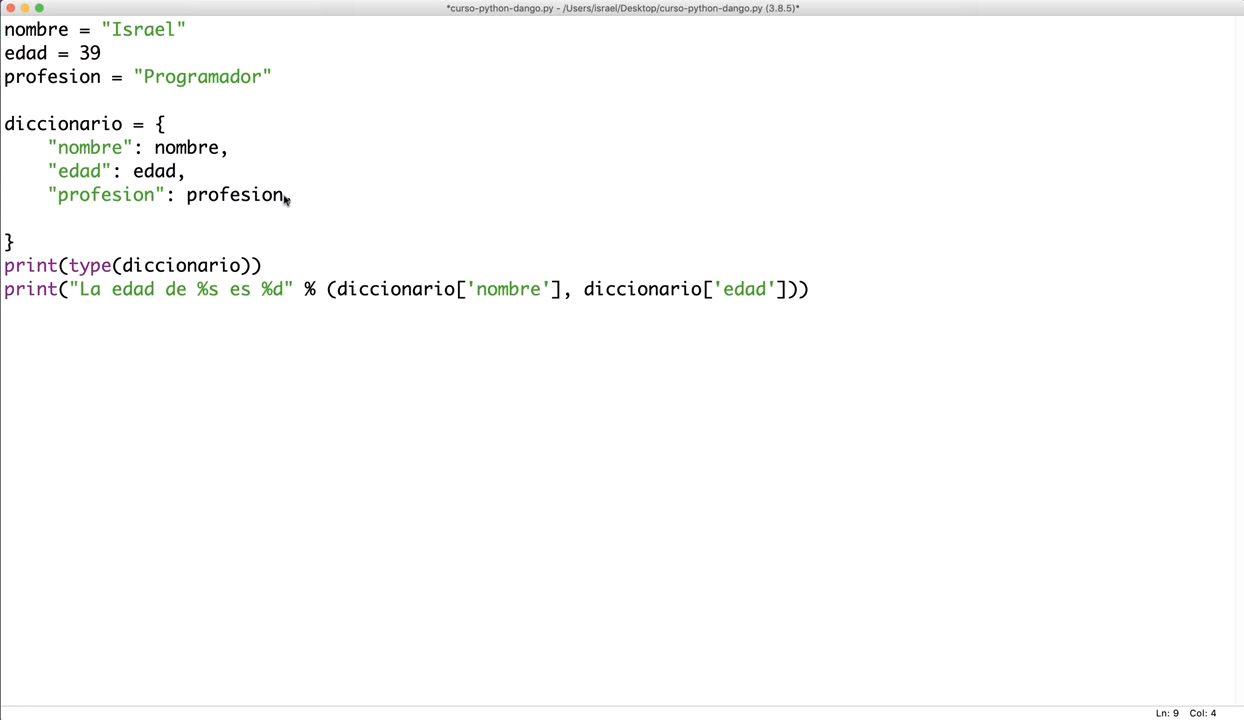 *curso-python-dango.py - /Users/israel/Desktop/curso-python-dango.py (3.8.5)*
nombre = "Israel"
edad = 39
profesion = "Programador"
diccionario = {
    "nombre": nombre,
    "edad": edad,
    "profesion": profesion
}
print(type(diccionario))
print("La edad de %s es %d" % (diccionario['nombre'], diccionario['edad']))
Ln: 9 Col: 4